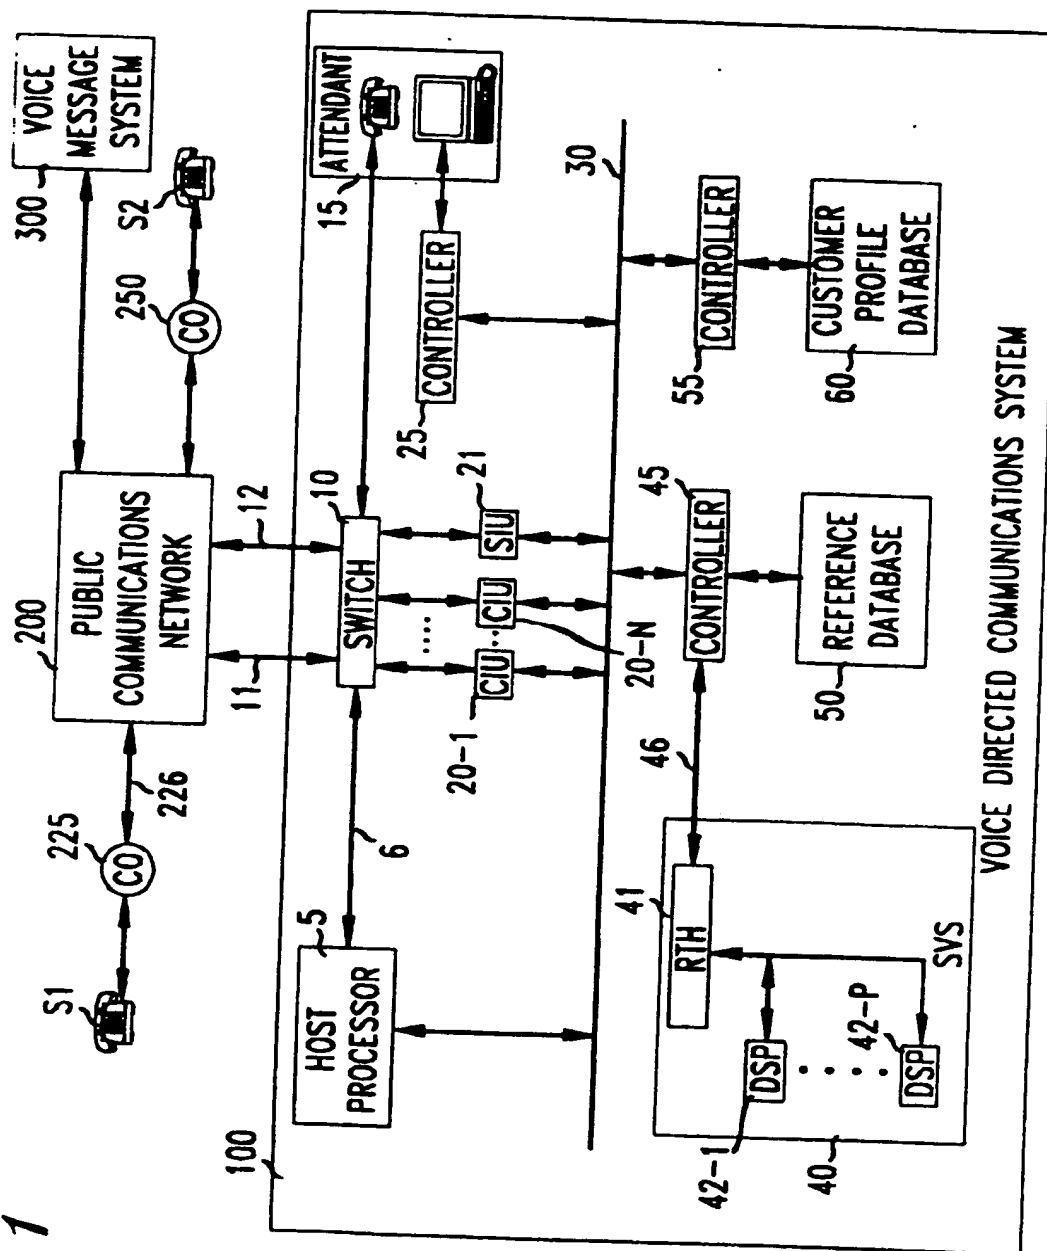 1
S1
CO
225
226
200
PUBLIC
COMMUNICATIONS
NETWORK
300
VOICE
MESSAGE
SYSTEM
S2
250
CO
11
12
100
HOST
PROCESSOR
5
6
SWITCH
10
15
ATTENDANT
25
CONTROLLER
20-1
CIU
....
...
CIU
20-N
SIU
21
30
41
RTH
42-1
DSP
....
42-P
DSP
SVS
40
46
CONTROLLER
45
50
REFERENCE
DATABASE
55
CONTROLLER
60
CUSTOMER
PROFILE
DATABASE
VOICE DIRECTED COMMUNICATIONS SYSTEM